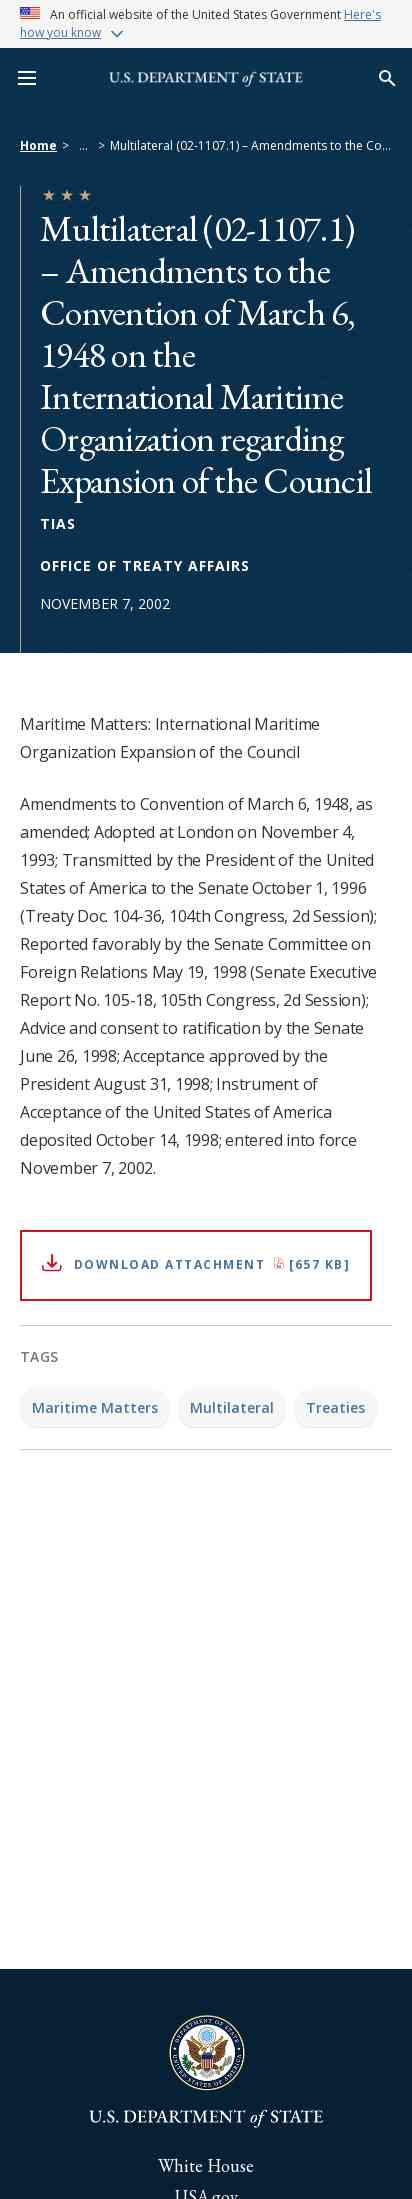 An official website of the United States Government Here's
how you know
U.S. DEPARTMENT of STATE
Home > ... > Multilateral (02-1107.1) – Amendments to the Co...
Multilateral (02-1107.1)
– Amendments to the
Convention of March 6,
1948 on the
International Maritime
Organization regarding
Expansion of the Council
TIAS
OFFICE OF TREATY AFFAIRS
NOVEMBER 7, 2002
Maritime Matters: International Maritime
Organization Expansion of the Council
Amendments to Convention of March 6, 1948, as
amended; Adopted at London on November 4,
1993; Transmitted by the President of the United
States of America to the Senate October 1, 1996
(Treaty Doc. 104-36, 104th Congress, 2d Session);
Reported favorably by the Senate Committee on
Foreign Relations May 19, 1998 (Senate Executive
Report No. 105-18, 105th Congress, 2d Session);
Advice and consent to ratification by the Senate
June 26, 1998; Acceptance approved by the
President August 31, 1998; Instrument of
Acceptance of the United States of America
deposited October 14, 1998; entered into force
November 7, 2002.
DOWNLOAD ATTACHMENT [657 KB]
TAGS
Maritime Matters Multilateral Treaties
DEPARTMENT OF STATE
UNITED STATES OF AMERICA
U.S. DEPARTMENT of STATE
White House
USA.gov